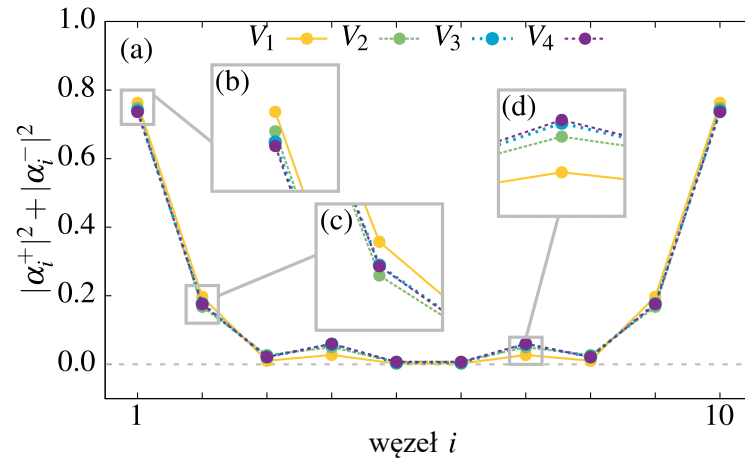 (a)
V₁ V₂ V₃ V₄
(b)
(d)
(c)
1.0
0.8
0.6
0.4
0.2
0.0
|αᵢ⁺|² + |αᵢ⁻|²
1 10
węzeł i